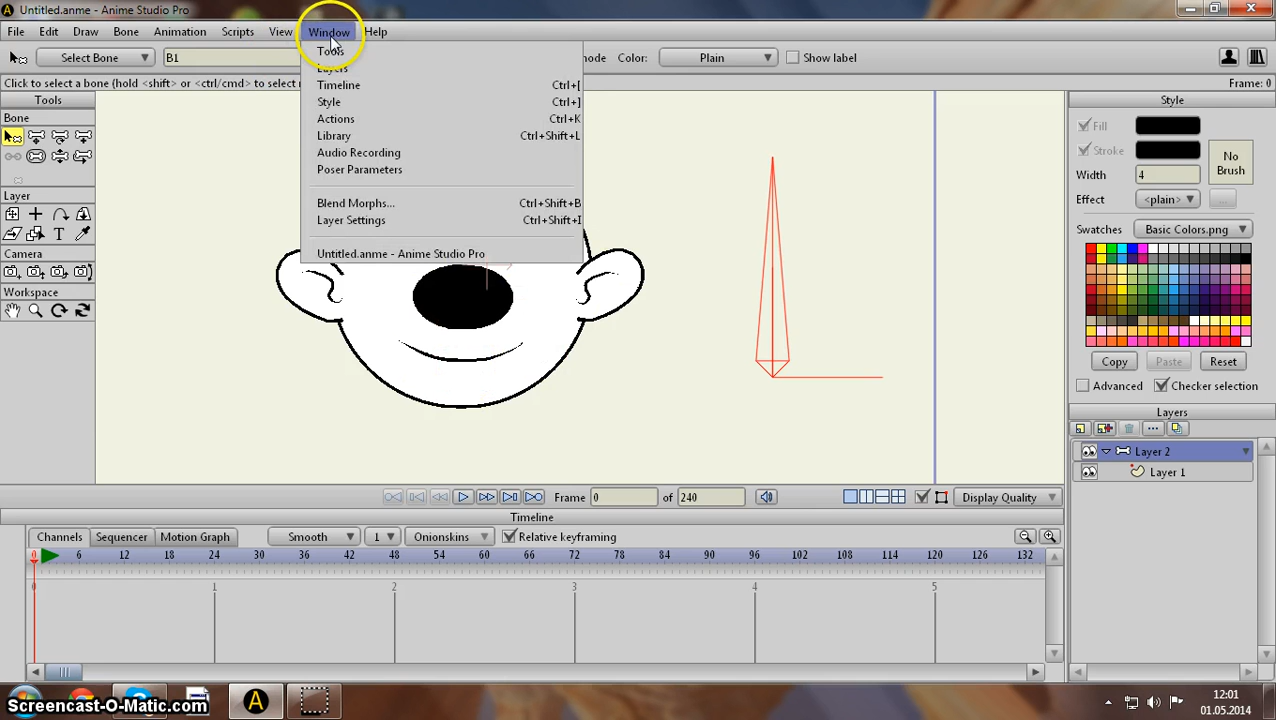 Untitled.anme - Anime Studio Pro
File Edit Draw Bone Animation Scripts View Window Help
Select Bone B1 Color: Plain Show label
Click to select a bone (hold <shift> or <ctrl/cmd> to select Frame: 0
Tools
Layers
Timeline Ctrl+[
Style Ctrl+]
Actions Ctrl+K
Library Ctrl+Shift+L
Audio Recording
Poser Parameters
Blend Morphs... Ctrl+Shift+B
Layer Settings Ctrl+Shift+I
Untitled.anme - Anime Studio Pro
Tools
Bone
Layer
Camera
Workspace
Style
Fill
Stroke
No Brush
Width 4
Effect <plain> ...
Swatches Basic Colors.png
Copy Paste Reset
Advanced Checker selection
Layers
Layer 2
Layer 1
Frame 0 of 240 Display Quality
Timeline
Channels Sequencer Motion Graph Smooth 1 Onionskins Relative keyframing
0 6 12 18 24 30 36 42 48 54 60 66 72 78 84 90 96 102 108 114 120 126 132
0 1 2 3 4 5
Screencast-O-Matic.com
12:01
01.05.2014